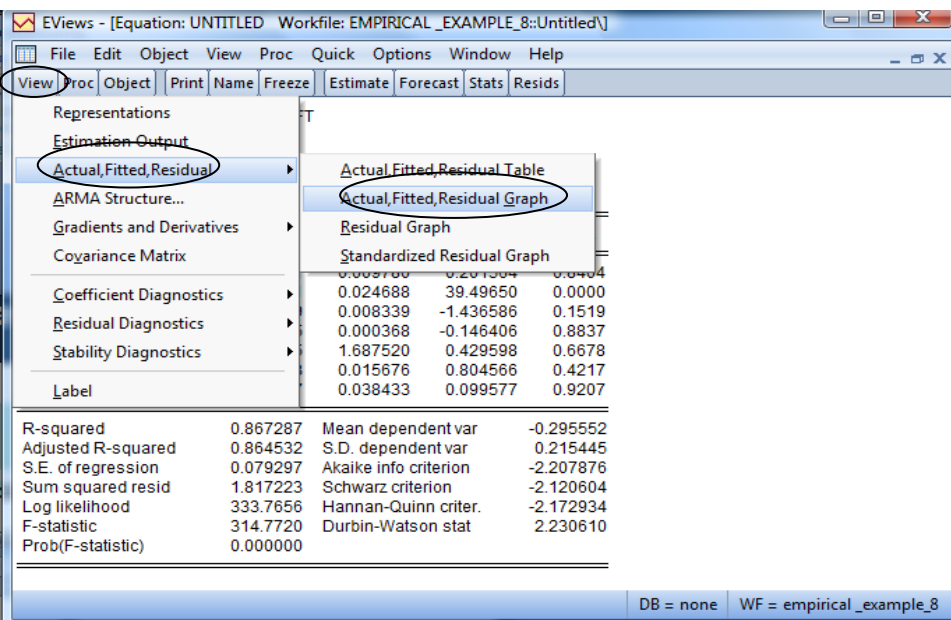 EViews - [Equation: UNTITLED Workfile: EMPIRICAL _EXAMPLE_8::Untitled\]
File Edit Object View Proc Quick Options Window Help
View Proc Object Print Name Freeze Estimate Forecast Stats Resids
Representations
Estimation Output
Actual,Fitted,Residual
Actual,Fitted,Residual Table
ARMA Structure...
Actual,Fitted,Residual Graph
Gradients and Derivatives
Residual Graph
Covariance Matrix
Standardized Residual Graph
0.009780 0.201564 0.8404
Coefficient Diagnostics
0.024688 39.49650 0.0000
0.008339 -1.436586 0.1519
Residual Diagnostics
0.000368 -0.146406 0.8837
Stability Diagnostics
1.687520 0.429598 0.6678
0.015676 0.804566 0.4217
Label
0.038433 0.099577 0.9207
R-squared 0.867287 Mean dependent var -0.295552
Adjusted R-squared 0.864532 S.D. dependent var 0.215445
S.E. of regression 0.079297 Akaike info criterion -2.207876
Sum squared resid 1.817223 Schwarz criterion -2.120604
Log likelihood 333.7656 Hannan-Quinn criter. -2.172934
F-statistic 314.7720 Durbin-Watson stat 2.230610
Prob(F-statistic) 0.000000
DB = none WF = empirical _example_8